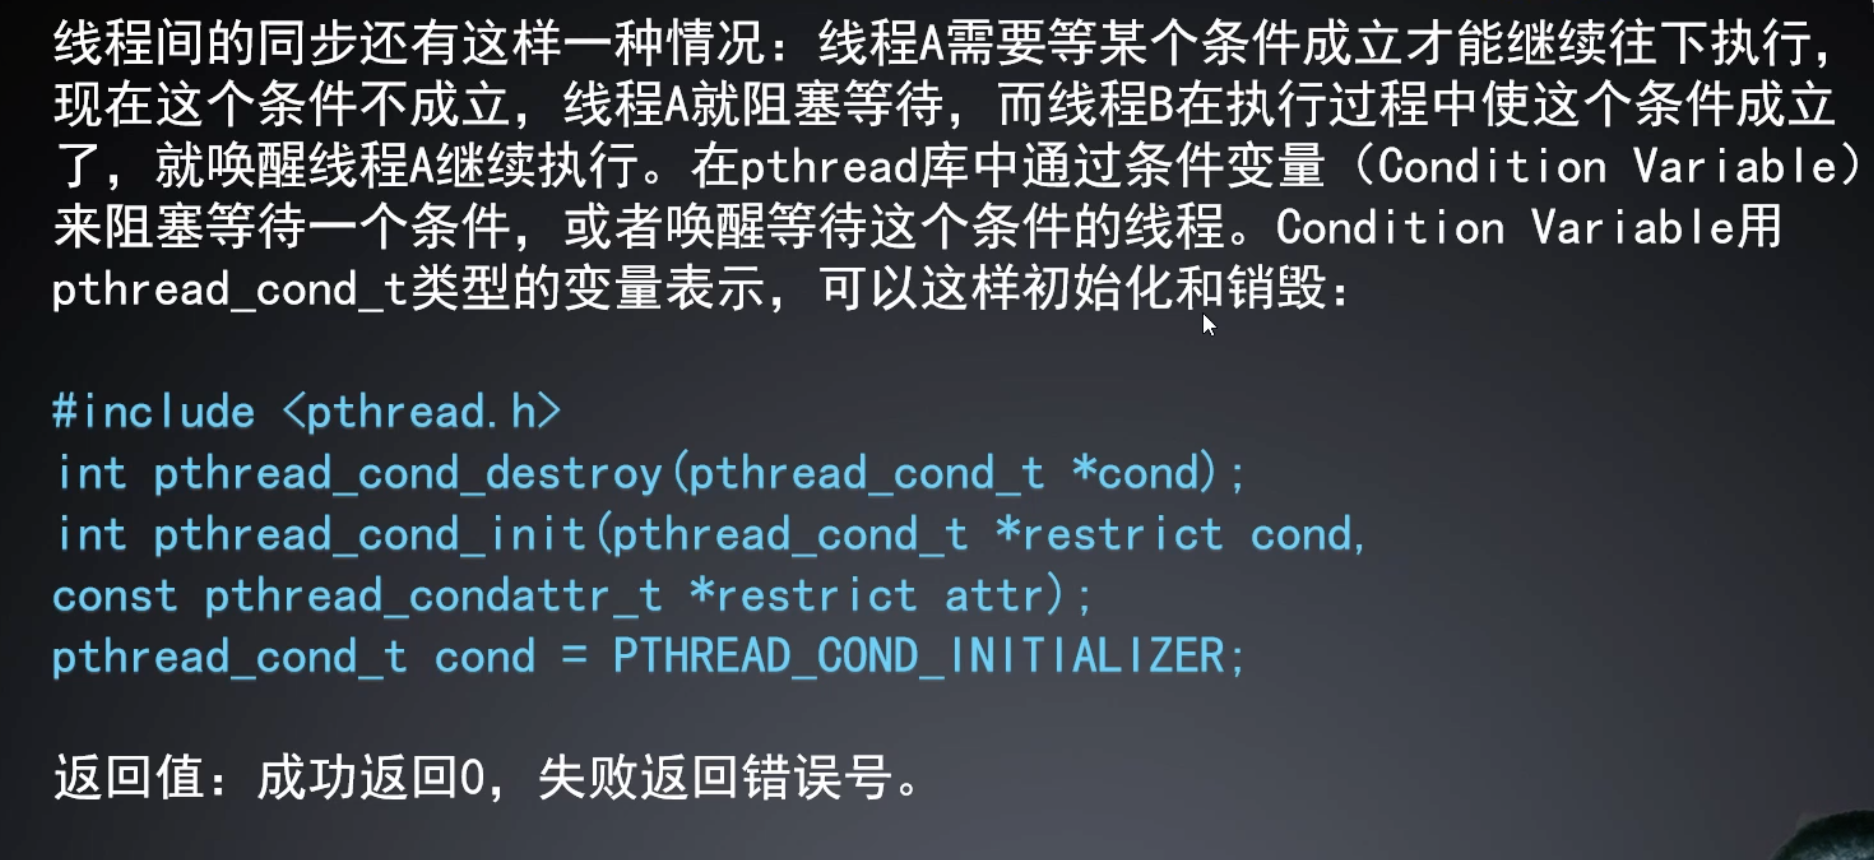 线程间的同步还有这样一种情况：线程A需要等某个条件成立才能继续往下执行，
现在这个条件不成立，线程A就阻塞等待，而线程B在执行过程中使这个条件成立
了，就唤醒线程A继续执行。在pthread库中通过条件变量（Condition Variable）
来阻塞等待一个条件，或者唤醒等待这个条件的线程。Condition Variable用
pthread_cond_t类型的变量表示，可以这样初始化和销毁：
#include <pthread.h>
int pthread_cond_destroy(pthread_cond_t *cond);
int pthread_cond_init(pthread_cond_t *restrict cond,
const pthread_condattr_t *restrict attr);
pthread_cond_t cond = PTHREAD_COND_INITIALIZER;
返回值：成功返回0，失败返回错误号。